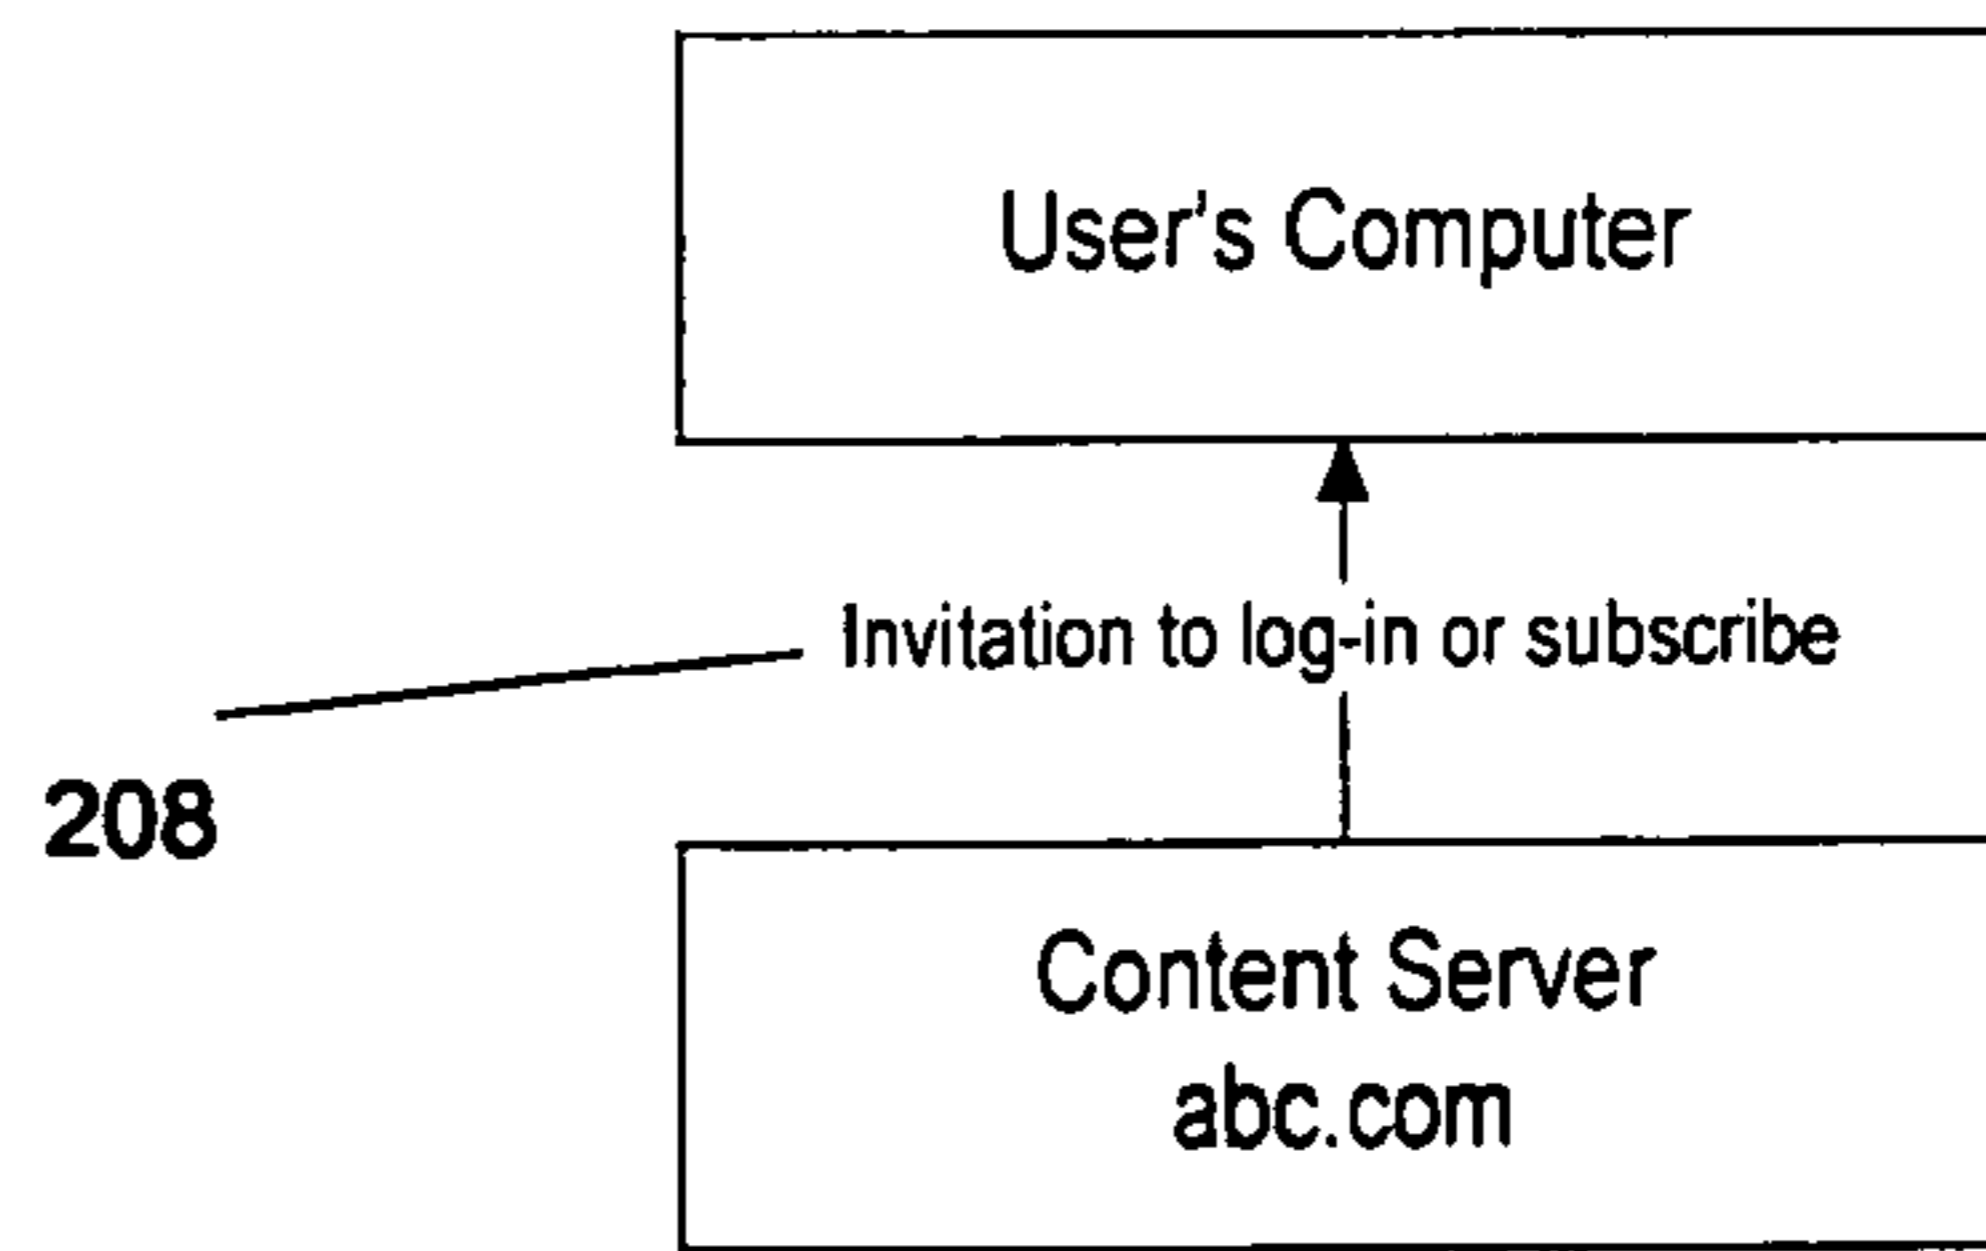 User's Computer
Invitation to log-in or subscribe
208
Content Server
abc.com